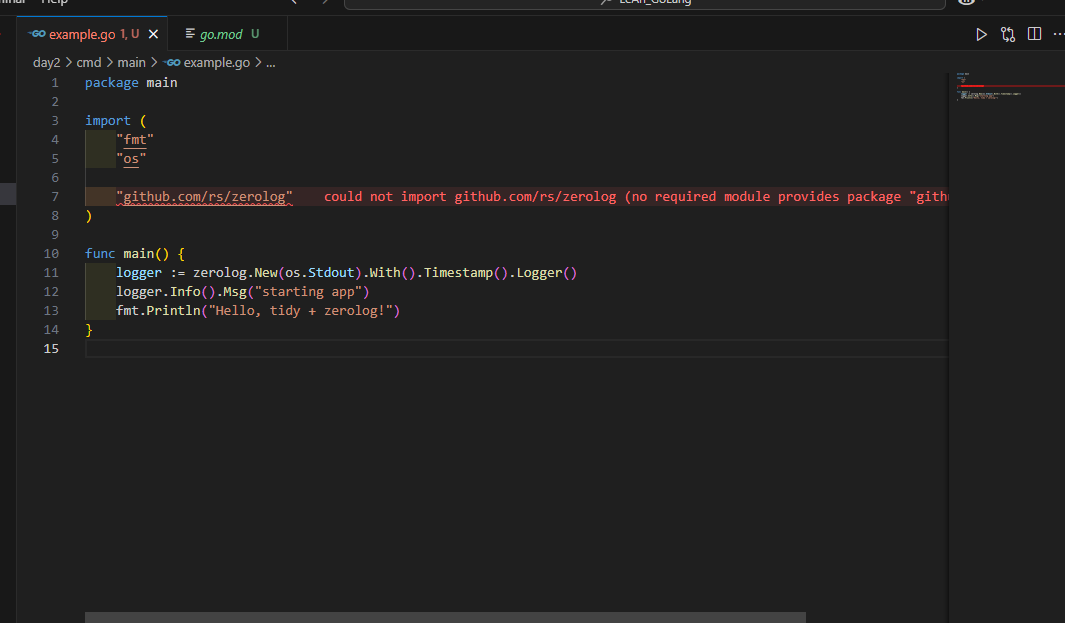 Help
example.go 1, U
go.mod U
day2 > cmd > main > example.go > ...
1 package main
2
3 import (
4 "fmt"
5 "os"
6
7 "github.com/rs/zerolog" could not import github.com/rs/zerolog (no required module provides package "gith
8 )
9
10 func main() {
11 logger := zerolog.New(os.Stdout).With().Timestamp().Logger()
12 logger.Info().Msg("starting app")
13 fmt.Println("Hello, tidy + zerolog!")
14 }
15